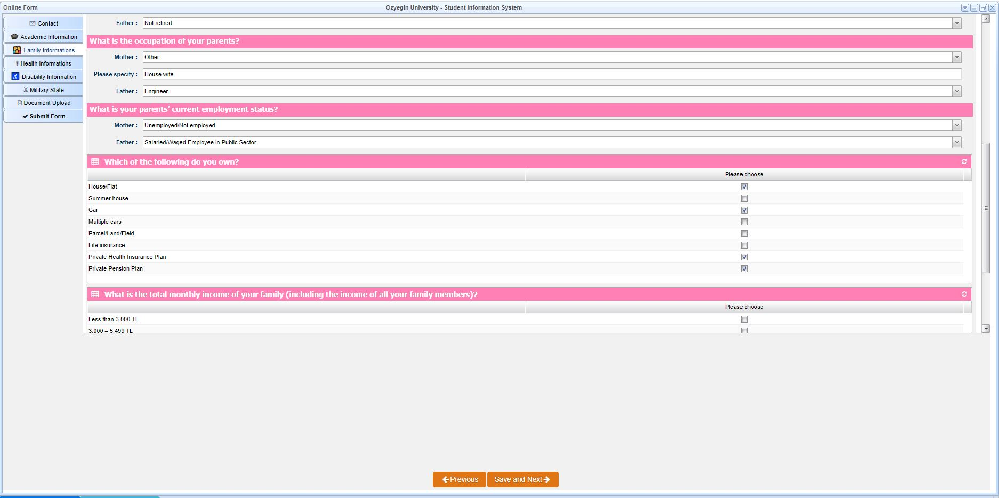 Online Form
Ozyegin University - Student Information System
Contact
Academic Information
Family Informations
Health Informations
Disability Information
Military State
Document Upload
Submit Form
Father : Not retired
What is the occupation of your parents?
Mother : Other
Please specify : House wife
Father : Engineer
What is your parents' current employment status?
Mother : Unemployed/Not employed
Father : Salaried/Waged Employee in Public Sector
Which of the following do you own?
Please choose
House/Flat
Summer house
Car
Multiple cars
Parcel/Land/Field
Life insurance
Private Health Insurance Plan
Private Pension Plan
What is the total monthly income of your family (including the income of all your family members)?
Please choose
Less than 3.000 TL
3.000 – 5.499 TL
Previous
Save and Next